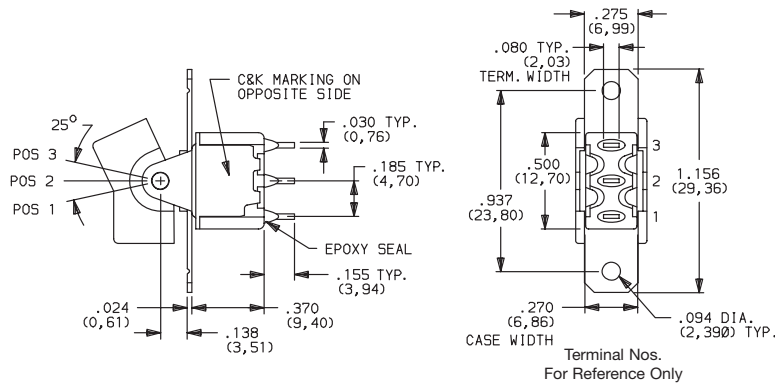 C&K MARKING ON
OPPOSITE SIDE
25°
POS 3
POS 2
POS 1
.030 TYP.
(0,76)
.185 TYP.
(4,70)
EPOXY SEAL
.155 TYP.
(3,94)
.024
(0,61)
.370
(9,40)
.138
(3,51)
.275
(6,99)
.080 TYP.
(2,03)
TERM. WIDTH
3
2
1
.500
(12,70)
1.156
(29,36)
.937
(23,80)
.270
(6,86)
CASE WIDTH
.094 DIA.
(2,390) TYP.
Terminal Nos.
For Reference Only